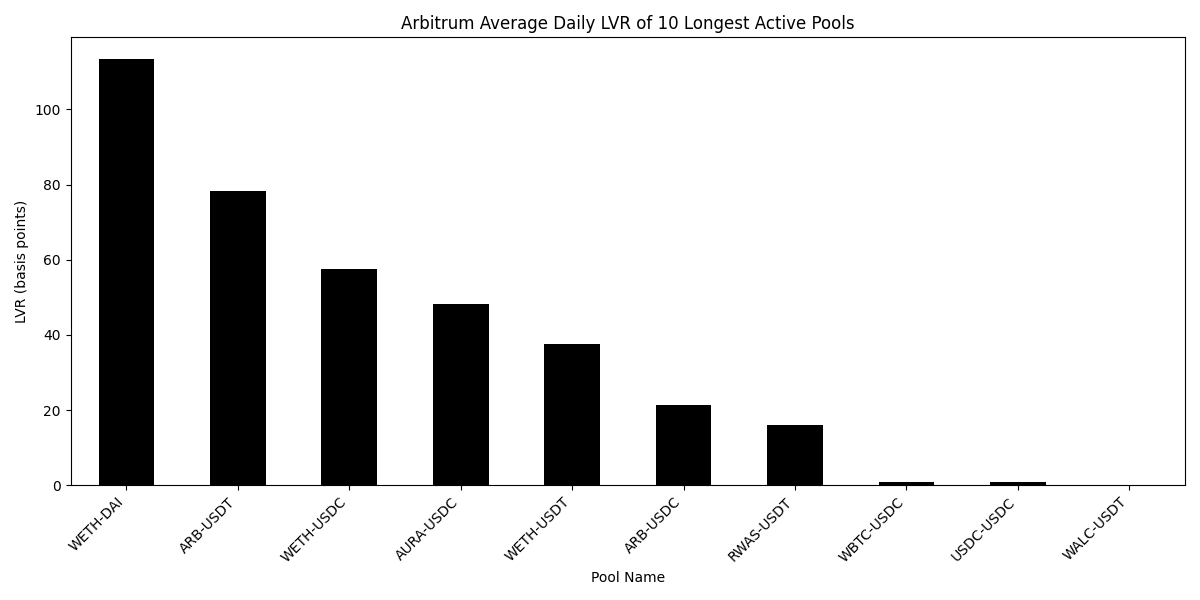 Arbitrum Average Daily LVR of 10 Longest Active Pools
LVR (basis points)
100
80
60
40
20
0
WETH-DAI
ARB-USDT
WETH-USDC
AURA-USDC
WETH-USDT
ARB-USDC
RWAS-USDT
WBTC-USDC
USDC-USDC
WALC-USDT
Pool Name